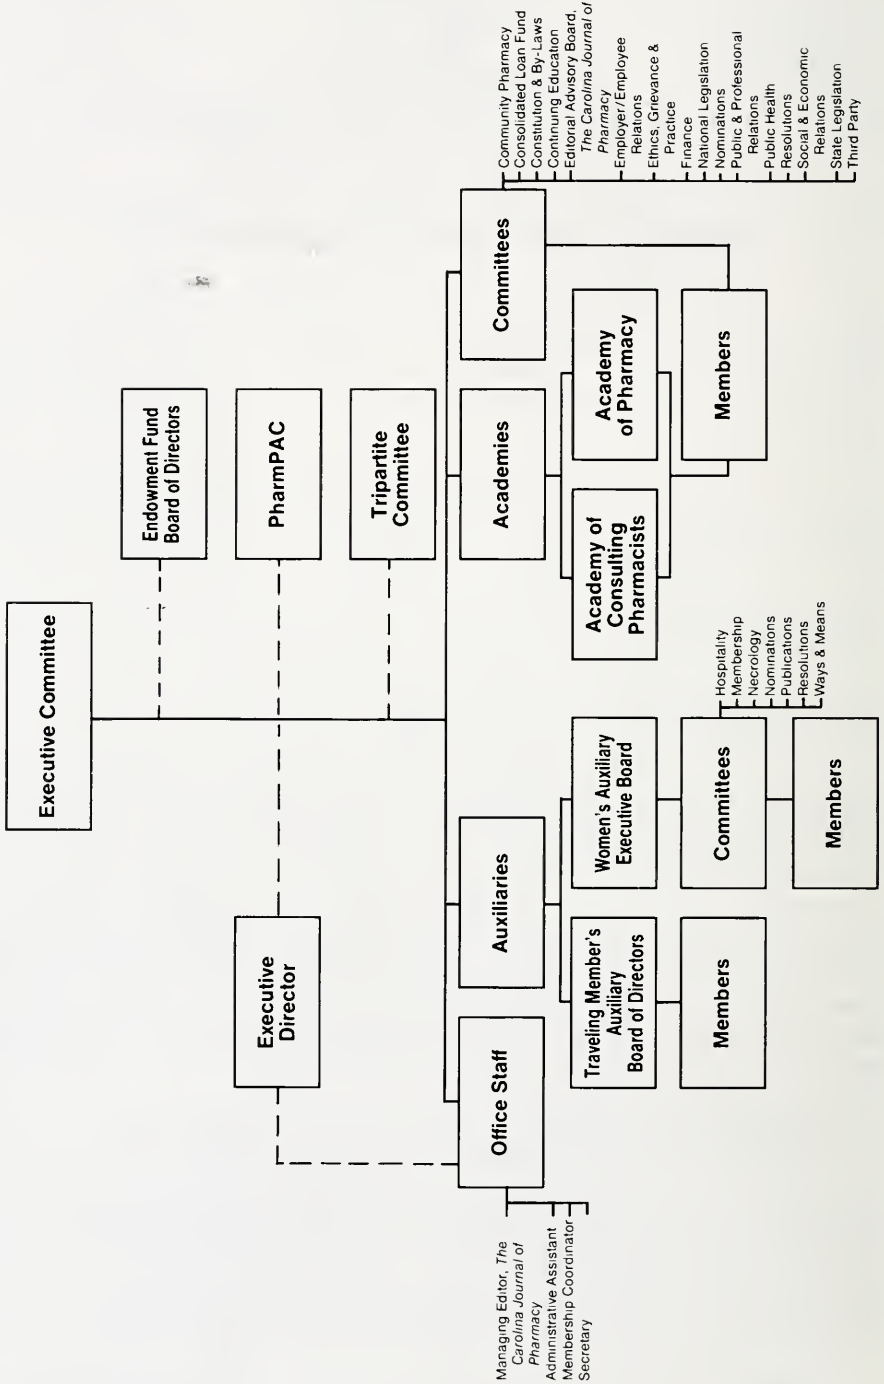 Executive Committee
Endowment Fund
Board of Directors
Executive
Director
PharmPAC
Tripartite
Committee
Office Staff
Managing Editor, The
Carolina Journal of
Pharmacy
Administrative Assistant
Membership Coordinator
Secretary
Auxiliaries
Traveling Member's
Auxiliary
Board of Directors
Members
Women's Auxiliary
Executive Board
Committees
Hospitality
Membership
Necrology
Nominations
Publications
Resolutions
Ways & Means
Members
Academies
Academy of
Consulting
Pharmacists
Academy
of Pharmacy
Members
Committees
Community Pharmacy
Consolidated Loan Fund
Constitution & By-Laws
Continuing Education
Editorial Advisory Board,
The Carolina Journal of
Pharmacy
Employer/Employee
Relations
Ethics, Grievance &
Practice
Finance
National Legislation
Nominations
Public & Professional
Relations
Public Health
Resolutions
Social & Economic
Relations
State Legislation
Third Party